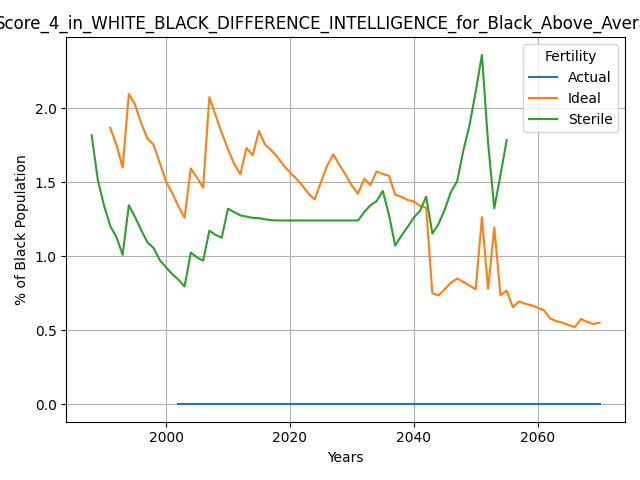 Score_4_in_WHITE_BLACK_DIFFERENCE_INTELLIGENCE_for_Black_Above_Avera
Fertility
Actual
Ideal
Sterile
% of Black Population
2.0
1.5
1.0
0.5
0.0
2000 2020 2040 2060
Years